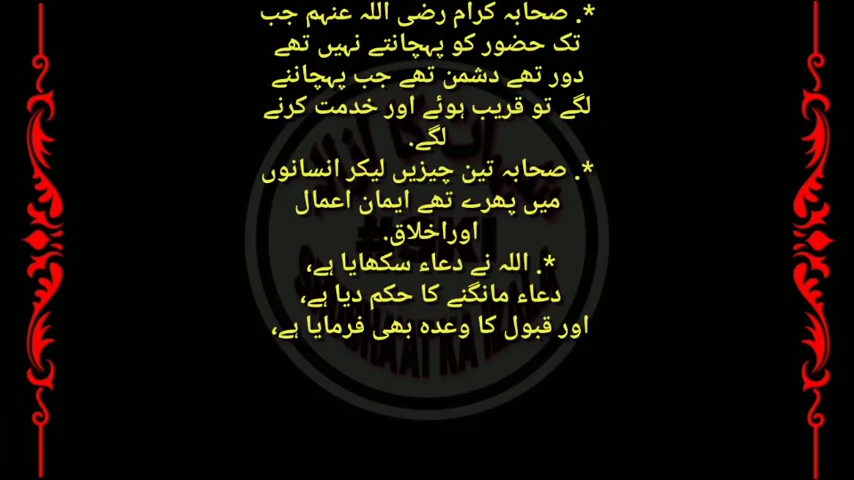 *. صحابہ کرام رضی اللہ عنہم جب
تک حضور کو پہچانتے نہیں تھے
دور تھے دشمن تھے جب پہچاننے
لگے تو قریب ہوئے اور خدمت کرنے
لگے.
*. صحابہ تین چیزیں لیکر انسانوں
میں پھرے تھے ایمان اعمال
اوراخلاق.
*. اللہ نے دعاء سکھایا ہے،
دعاء مانگنے کا حکم دیا ہے،
اور قبول کا وعدہ بھی فرمایا ہے،